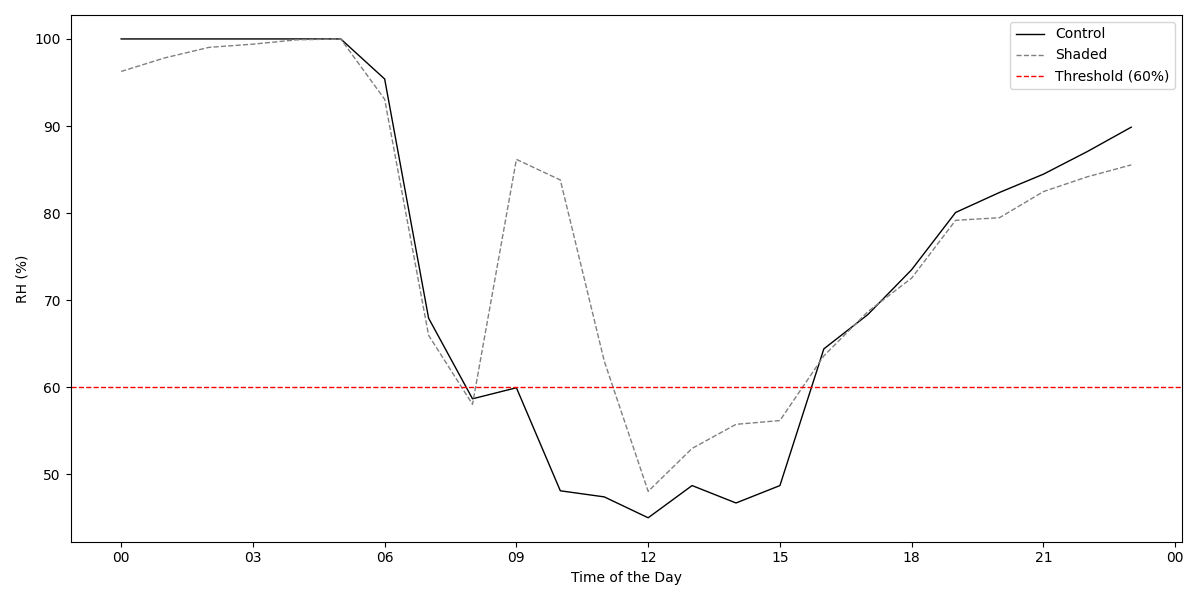 Control
Shaded
Threshold (60%)
100
90
80
70
60
50
RH (%)
00 03 06 09 12 15 18 21 00
Time of the Day